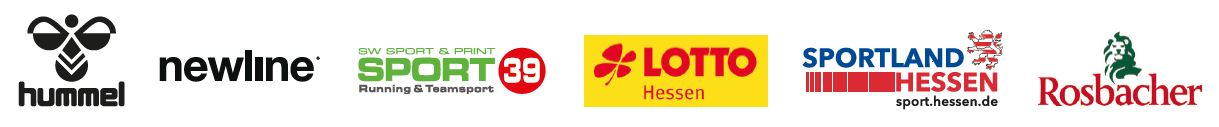 hummel
newline
SW SPORT & PRINT
SPORT 39
Running & Teamsport
LOTTO
Hessen
SPORTLAND
HESSEN
sport.hessen.de
Rosbacher